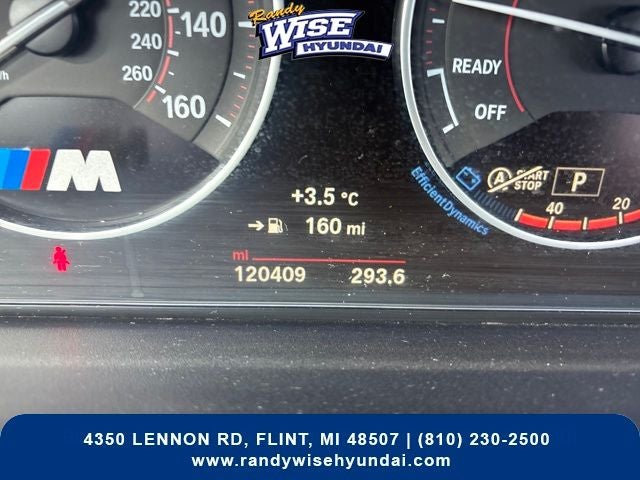 Randy
WISE
HYUNDAI
220
240
260
140
160
READY
OFF
M
A START
STOP
P
EfficientDynamics
40
20
+3.5 °C
160 mi
mi
120409 293.6
4350 LENNON RD, FLINT, MI 48507 | (810) 230-2500
www.randywisehyundai.com